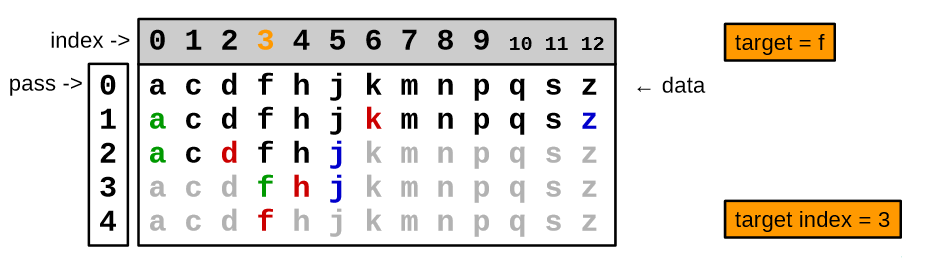 index -> 0 1 2 3 4 5 6 7 8 9 10 11 12
target = f
pass -> 0 a c d f h j k m n p q s z ← data
1 a c d f h j k m n p q s z
2 a c d f h j k m n p q s z
3 a c d f h j k m n p q s z
4 a c d f h j k m n p q s z
target index = 3